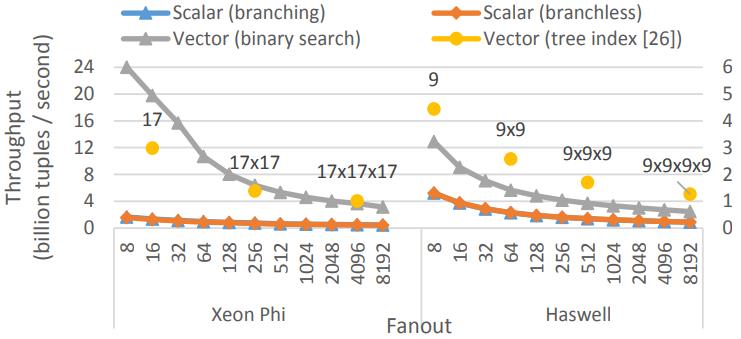 Scalar (branching) Scalar (branchless)
Vector (binary search) Vector (tree index [26])
Throughput
(billion tuples / second)
24
20
16
12
8
4
0
6
5
4
3
2
1
0
17
17x17
17x17x17
9
9x9
9x9x9
9x9x9x9
8 16 32 64 128 256 512 1024 2048 4096 8192 8 16 32 64 128 256 512 1024 2048 4096 8192
Xeon Phi Haswell
Fanout